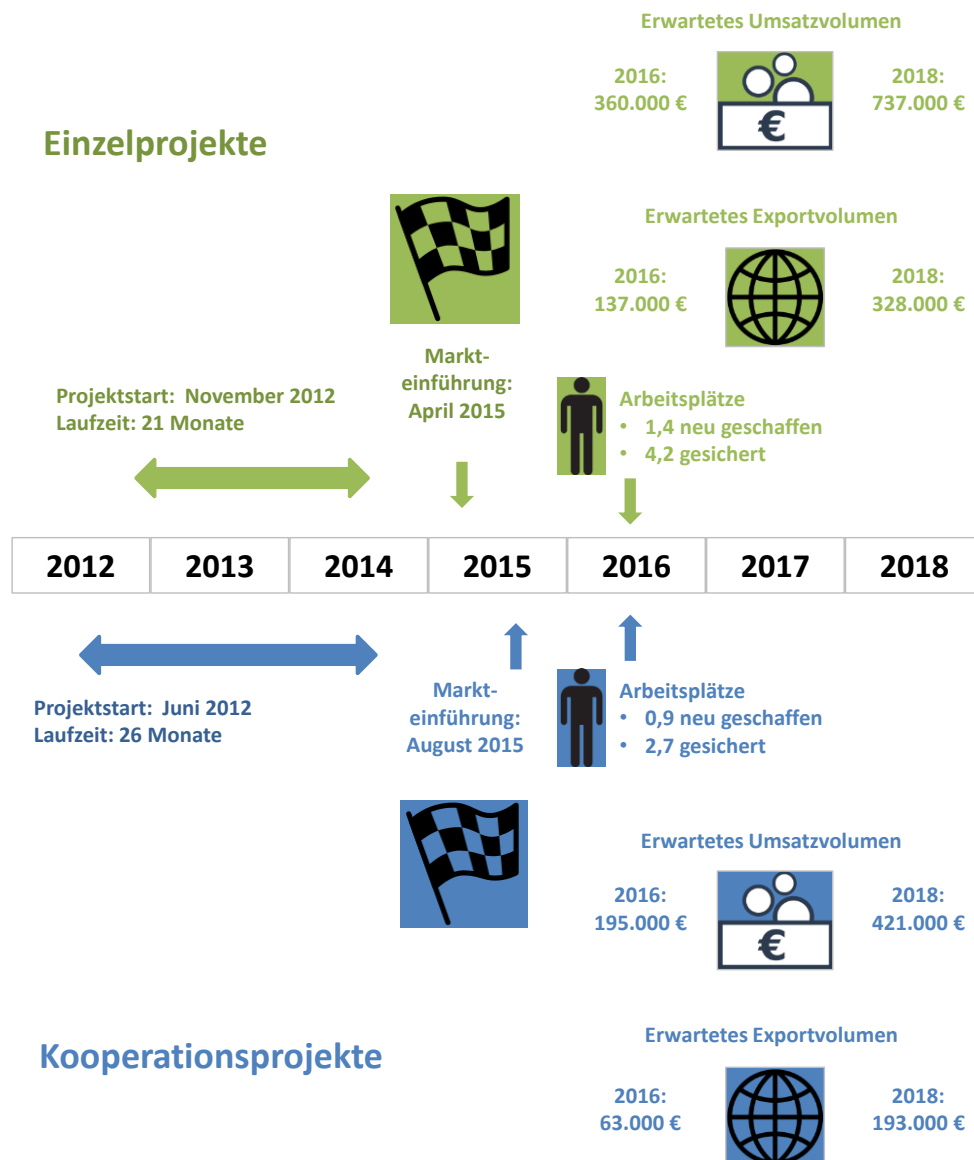 Erwartetes Umsatzvolumen
2016:
360.000 €
€
2018:
737.000 €
Einzelprojekte
Erwartetes Exportvolumen
2016:
137.000 €
2018:
328.000 €
Markt-
einführung:
April 2015
Projektstart: November 2012
Laufzeit: 21 Monate
Arbeitsplätze
• 1,4 neu geschaffen
• 4,2 gesichert
2012 2013 2014 2015 2016 2017 2018
Projektstart: Juni 2012
Laufzeit: 26 Monate
Markt-
einführung:
August 2015
Arbeitsplätze
• 0,9 neu geschaffen
• 2,7 gesichert
Erwartetes Umsatzvolumen
2016:
195.000 €
€
2018:
421.000 €
Kooperationsprojekte
Erwartetes Exportvolumen
2016:
63.000 €
2018:
193.000 €